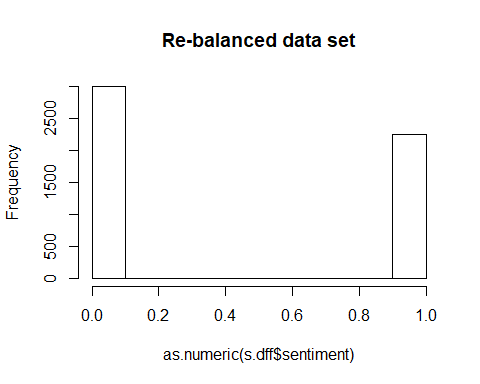 Re-balanced data set
Frequency
2500
1500
500
0
0.0 0.2 0.4 0.6 0.8 1.0
as.numeric(s.dff$sentiment)